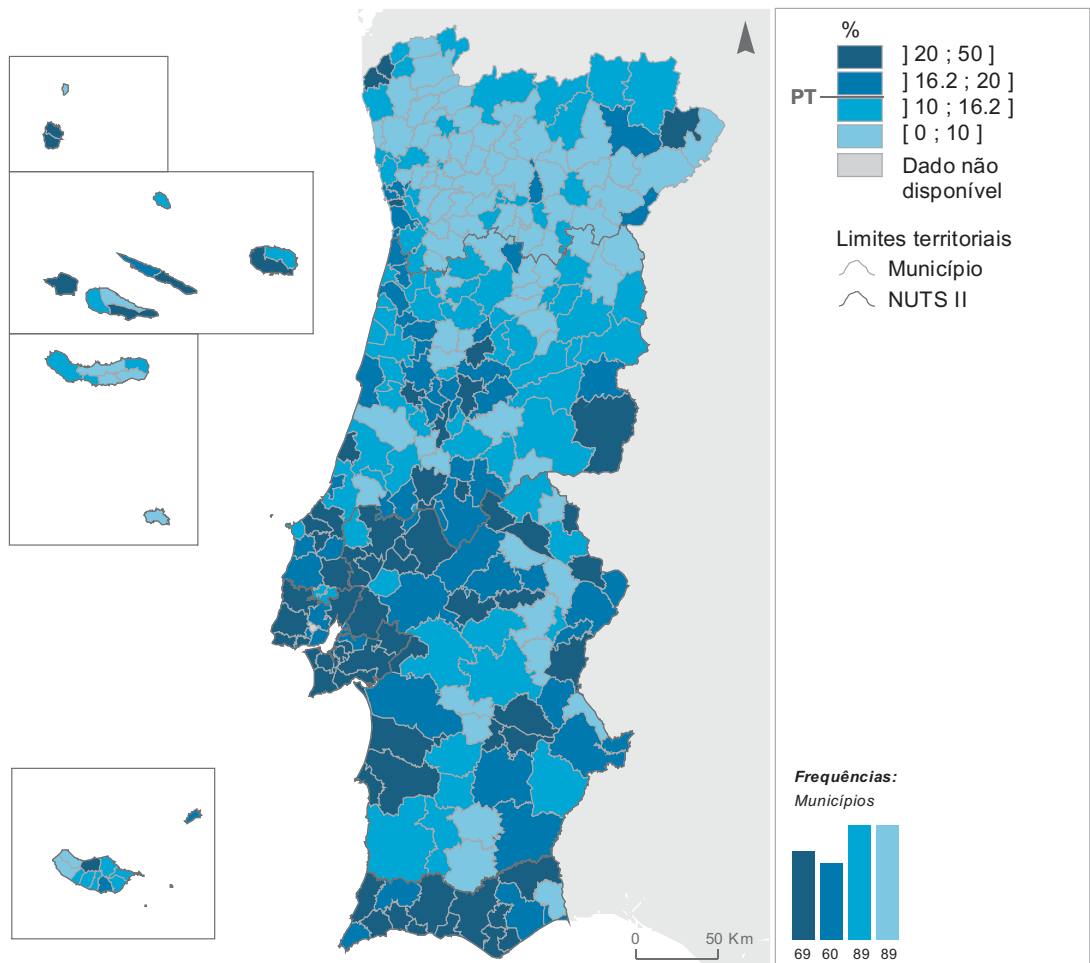 %
] 20 ; 50 ]
] 16.2 ; 20 ]
PT
] 10 ; 16.2 ]
[ 0 ; 10 ]
Dado não
disponível
Limites territoriais
Município
NUTS II
Frequências:
Municípios
69 60 89 89
0 50 Km